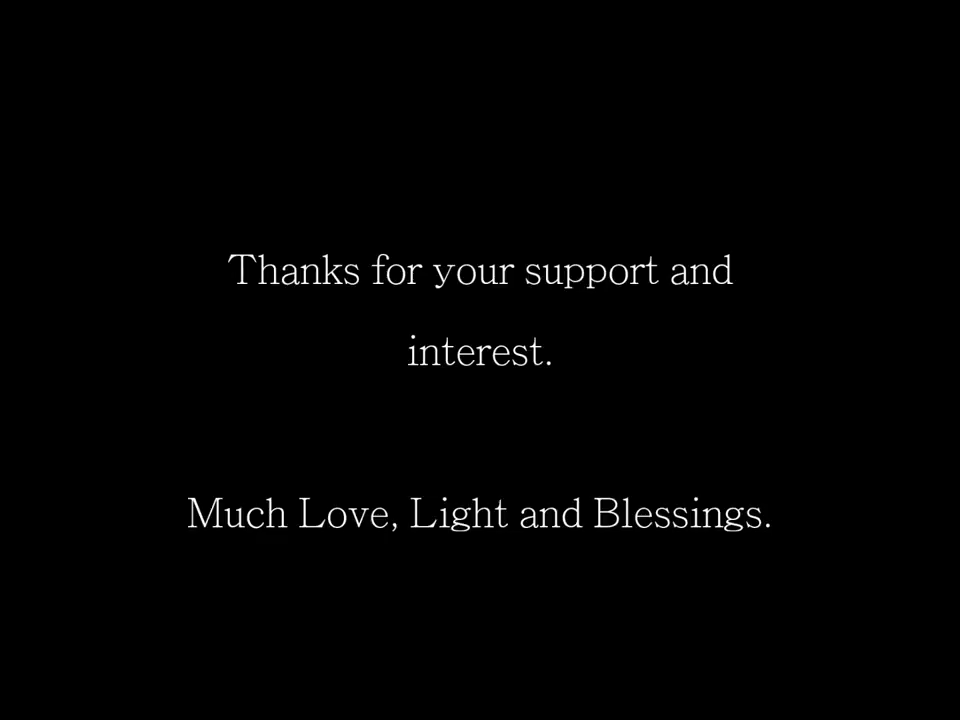 Thanks for your support and
interest.
Much Love, Light and Blessings.